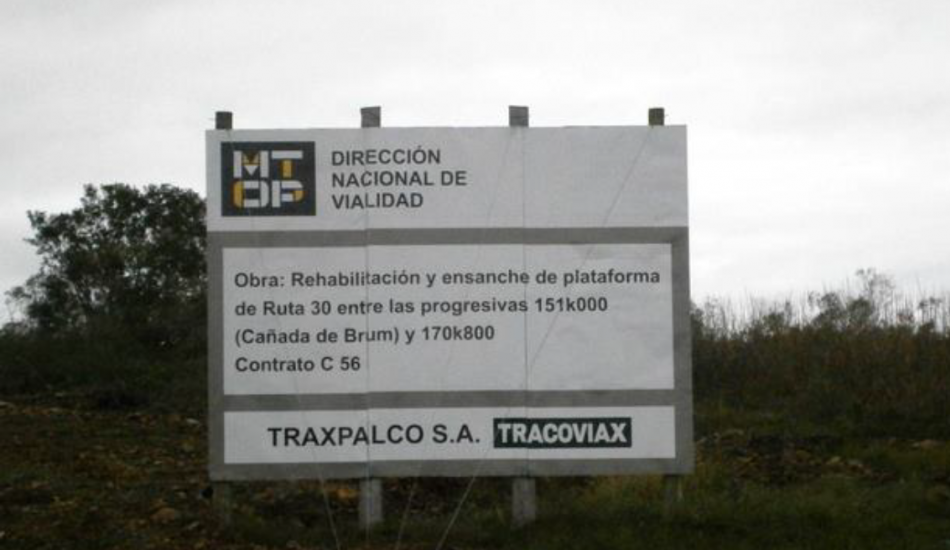 MT
OP
DIRECCIÓN
NACIONAL DE
VIALIDAD
Obra: Rehabilitación y ensanche de plataforma
de Ruta 30 entre las progresivas 151k000
(Cañada de Brum) y 170k800
Contrato C 56
TRAXPALCO S.A. TRACOVIAX